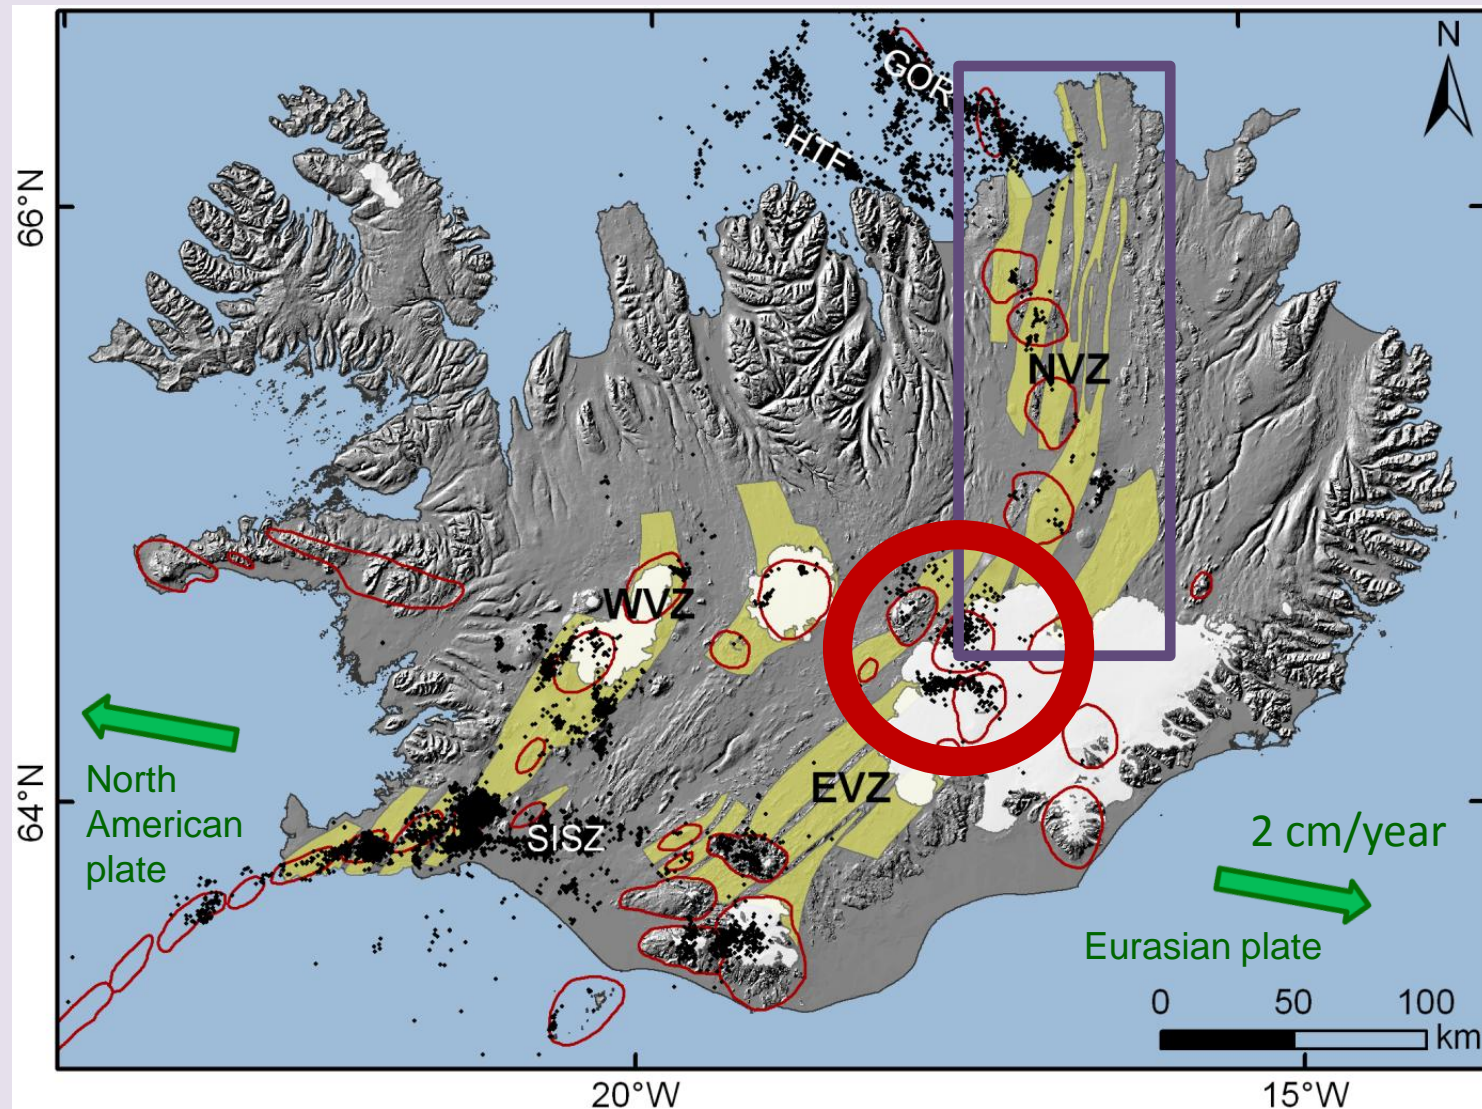 N
GOR
HTF
66°N
NVZ
WVZ
North
American
plate
64°N
EVZ
SISZ
2 cm/year
Eurasian plate
0 50 100
km
20°W 15°W